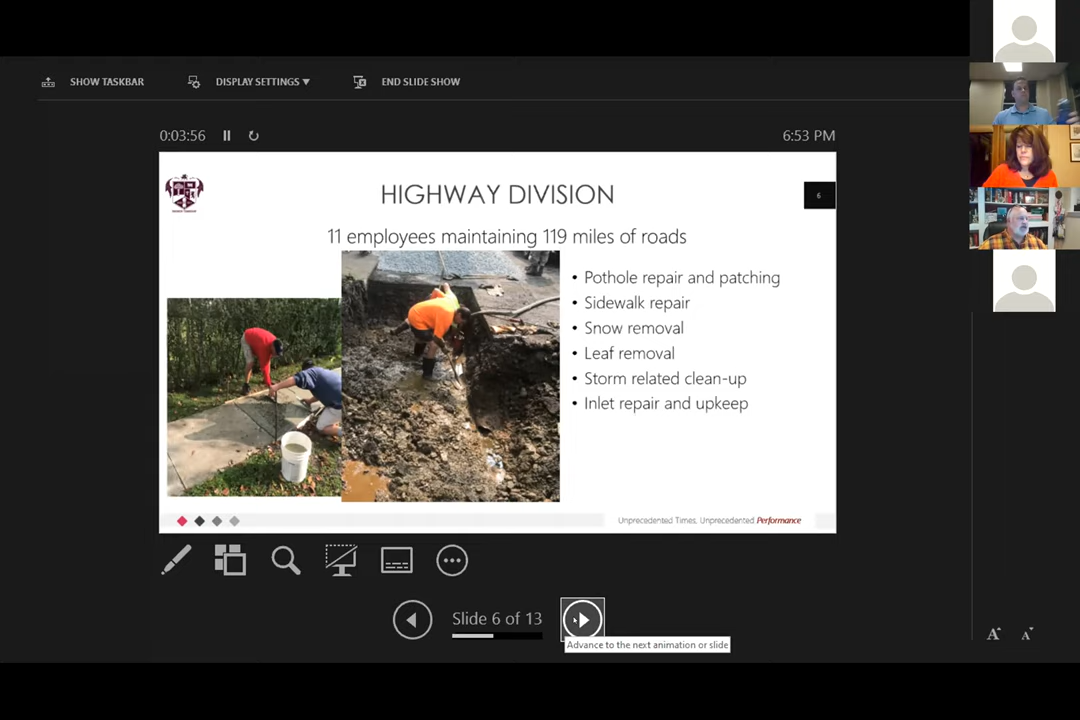 SHOW TASKBAR
DISPLAY SETTINGS ▼
END SLIDE SHOW
0:03:56
6:53 PM
HIGHWAY DIVISION
6
11 employees maintaining 119 miles of roads
• Pothole repair and patching
• Sidewalk repair
• Snow removal
• Leaf removal
• Storm related clean-up
• Inlet repair and upkeep
Unprecedented Times, Unprecedented Performance
Slide 6 of 13
Advance to the next animation or slide
A A